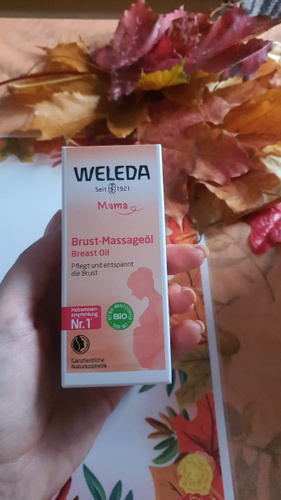 WELEDA
Seit 1921
Mama
Brust-Massageöl
Breast Oil
Pflegt und entspannt
die Brust
Hebammen-
empfehlung
Nr. 1
BIO
Ganzheitliche
Naturkosmetik